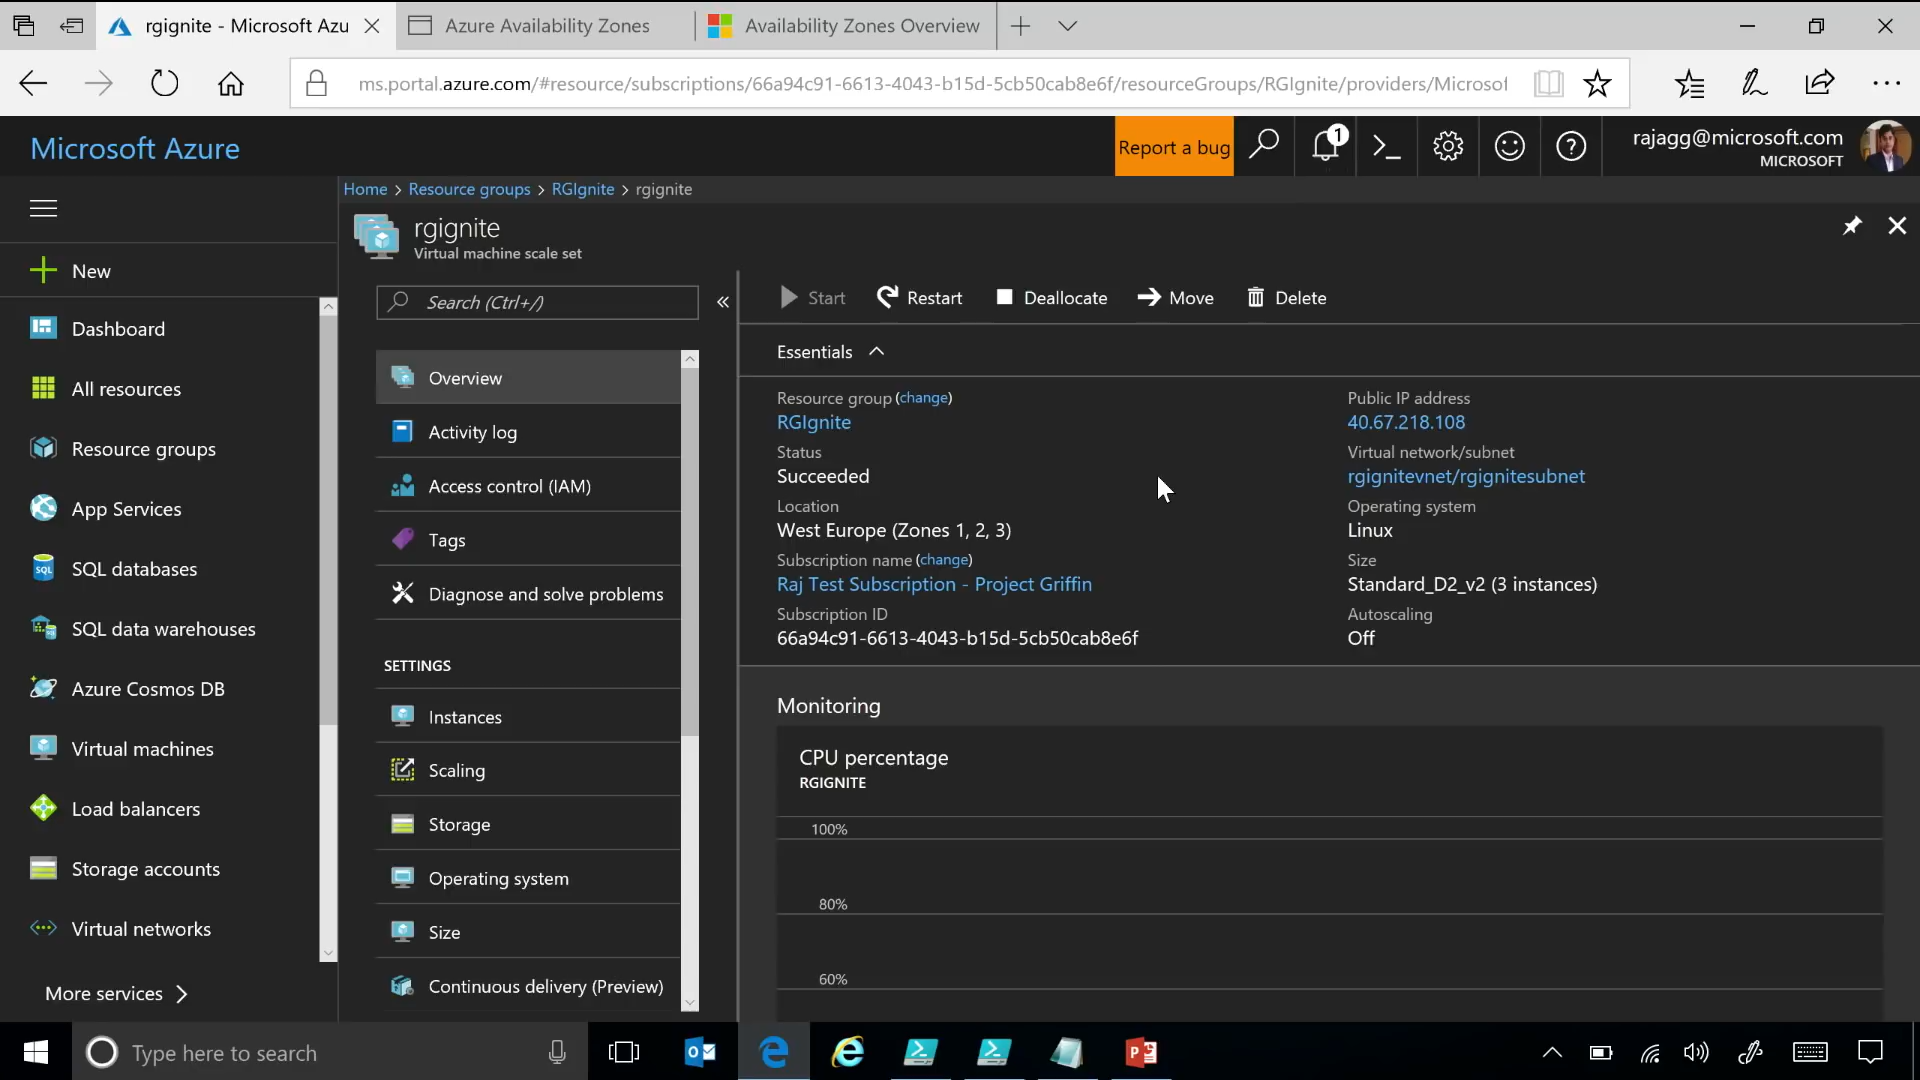 rgignite - Microsoft Azu
Azure Availability Zones
Availability Zones Overview
ms.portal.azure.com/#resource/subscriptions/66a94c91-6613-4043-b15d-5cb50cab8e6f/resourceGroups/RGIgnite/providers/Microsof
Microsoft Azure
Report a bug
1
rajagg@microsoft.com
MICROSOFT
Home > Resource groups > RGIgnite > rgignite
rgignite
Virtual machine scale set
New
Dashboard
All resources
Resource groups
App Services
SQL
SQL databases
SQL data warehouses
Azure Cosmos DB
Virtual machines
Load balancers
Storage accounts
Virtual networks
More services
Search (Ctrl+/)
Overview
Activity log
Access control (IAM)
Tags
Diagnose and solve problems
SETTINGS
Instances
Scaling
Storage
Operating system
Size
Continuous delivery (Preview)
Start
Restart
Deallocate
Move
Delete
Essentials
Resource group (change)
RGIgnite
Status
Succeeded
Location
West Europe (Zones 1, 2, 3)
Subscription name (change)
Raj Test Subscription - Project Griffin
Subscription ID
66a94c91-6613-4043-b15d-5cb50cab8e6f
Public IP address
40.67.218.108
Virtual network/subnet
rgignitevnet/rgignitesubnet
Operating system
Linux
Size
Standard_D2_v2 (3 instances)
Autoscaling
Off
Monitoring
CPU percentage
RGIGNITE
100%
80%
60%
Type here to search